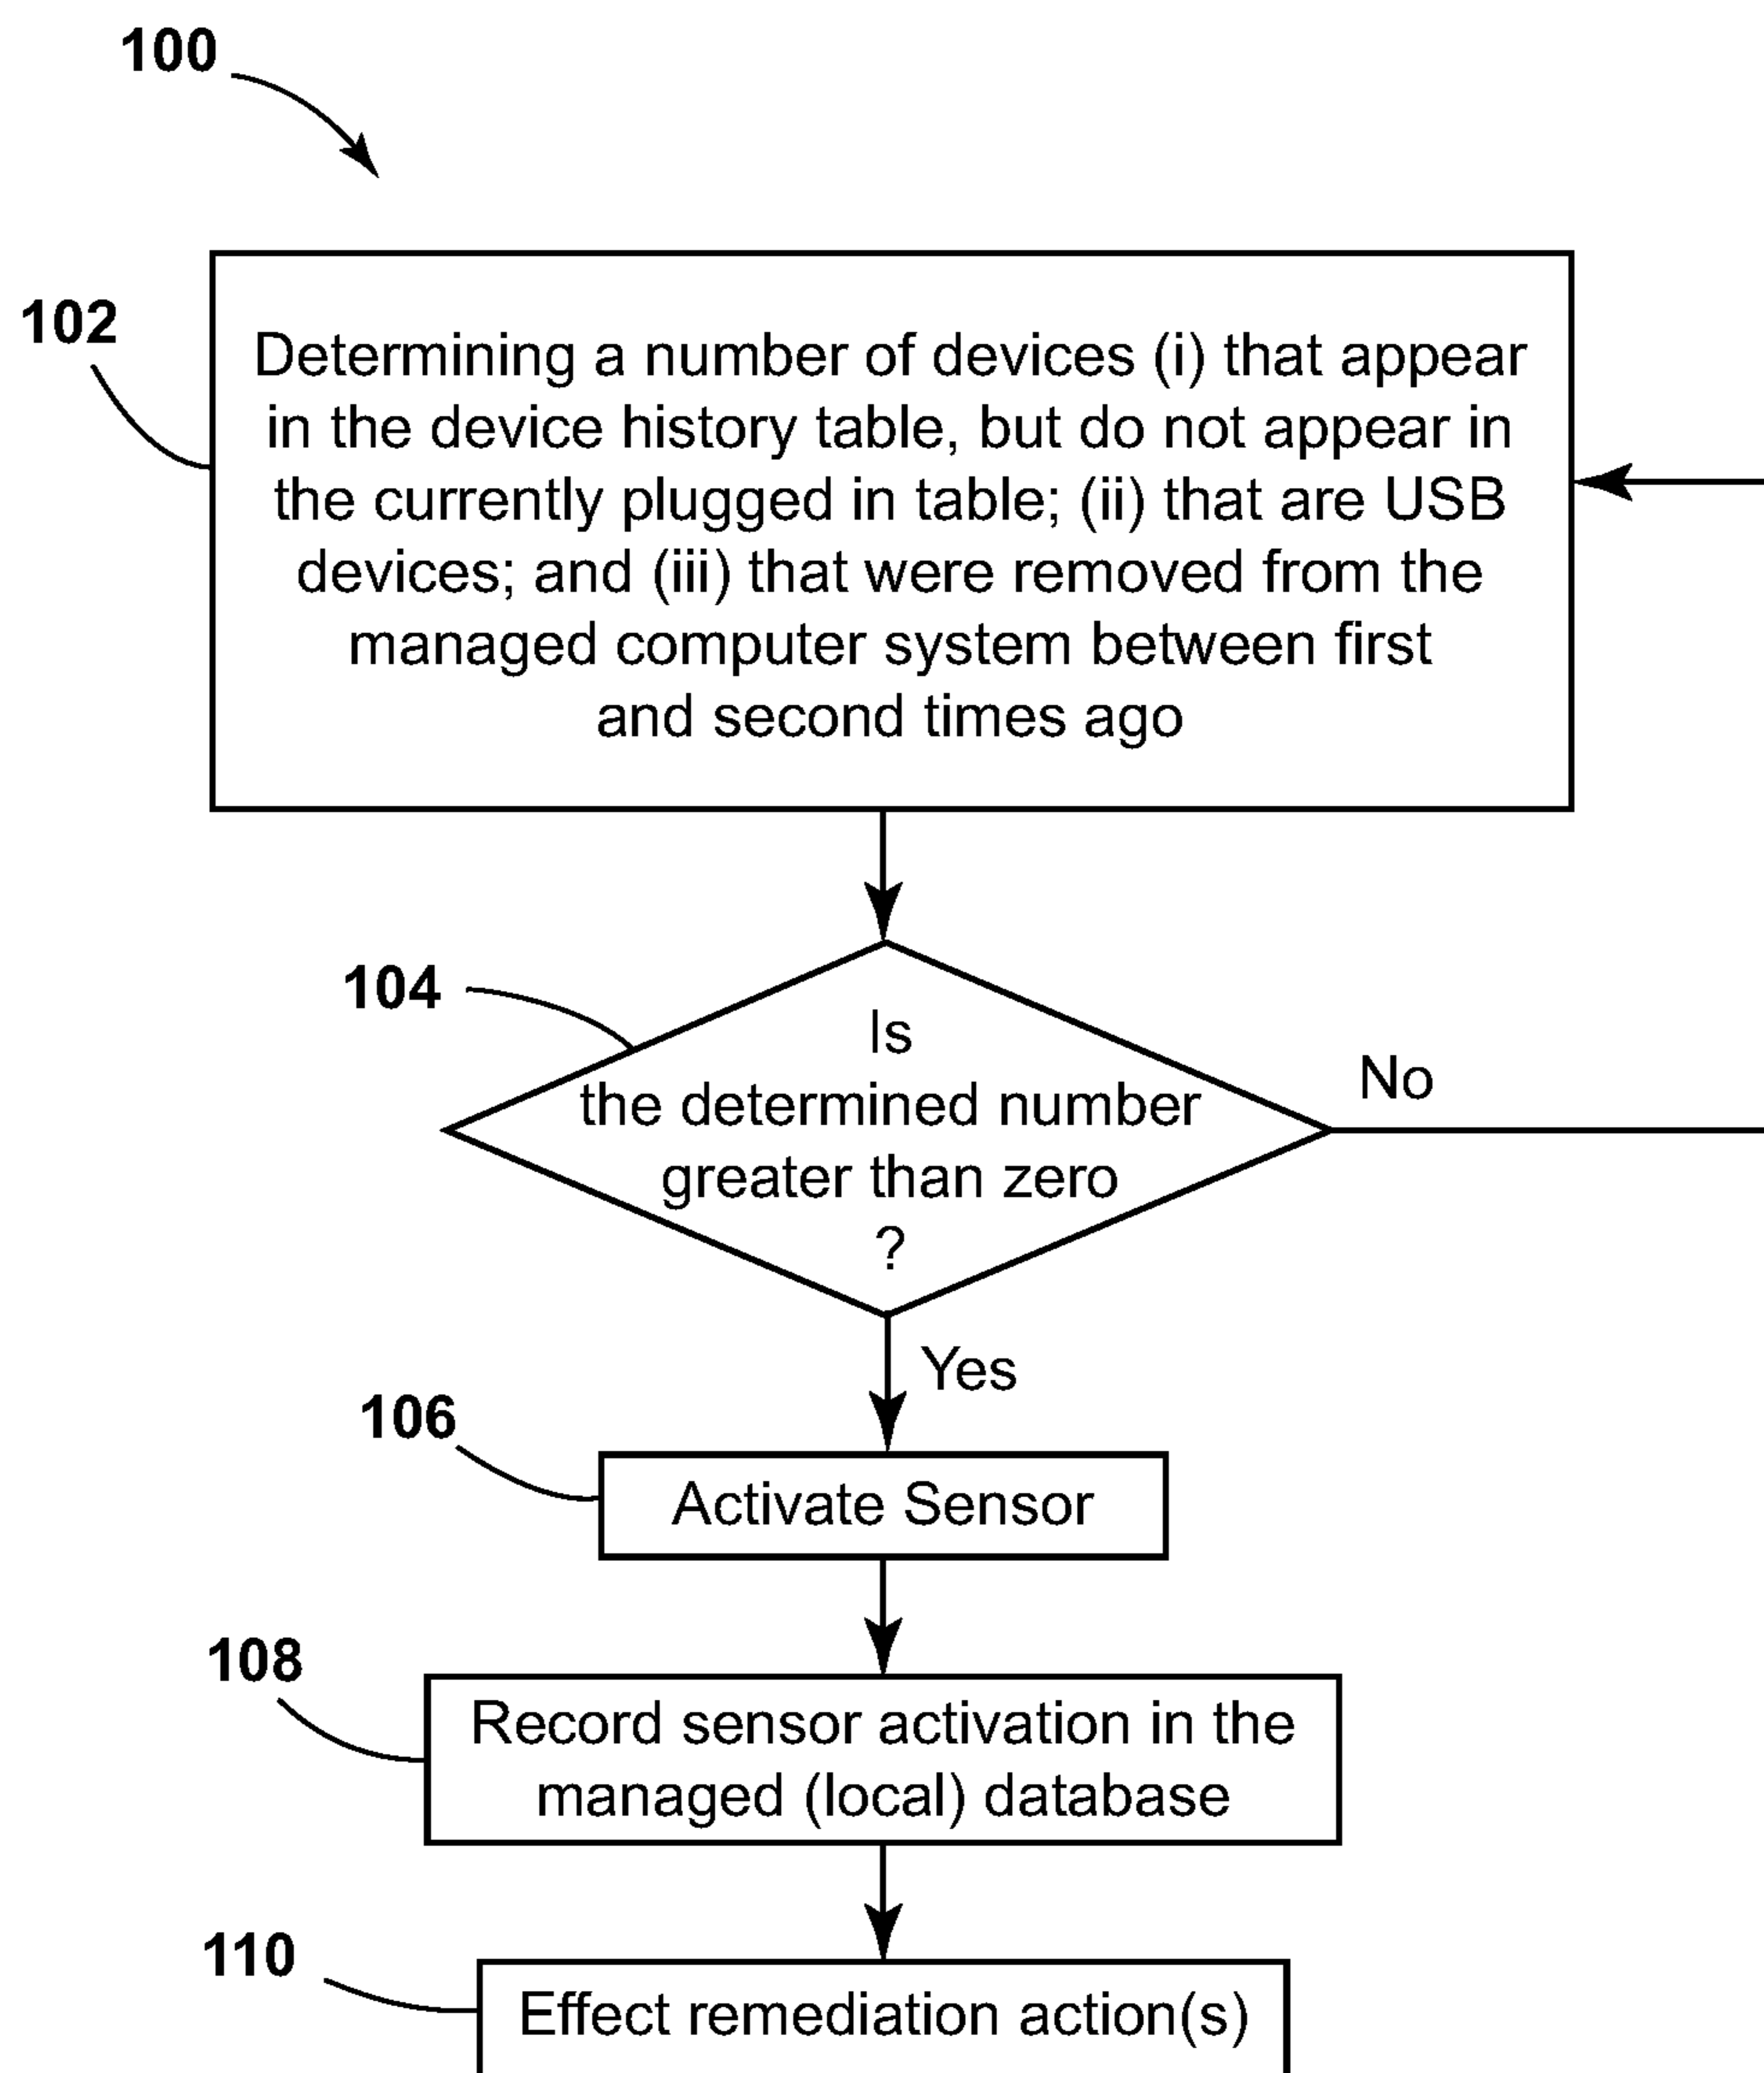 100
102
Determining a number of devices (i) that appear
in the device history table, but do not appear in
the currently plugged in table; (ii) that are USB
devices; and (iii) that were removed from the
managed computer system between first
and second times ago
104
Is
the determined number
greater than zero
?
No
Yes
106
Activate Sensor
108
Record sensor activation in the
managed (local) database
110
Effect remediation action(s)